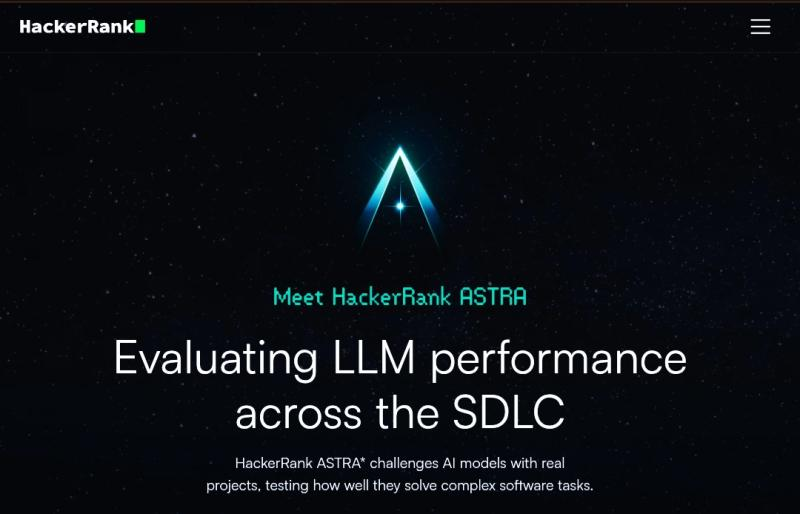 HackerRank
Meet HackerRank ASTRA
Evaluating LLM performance
across the SDLC
HackerRank ASTRA* challenges AI models with real
projects, testing how well they solve complex software tasks.